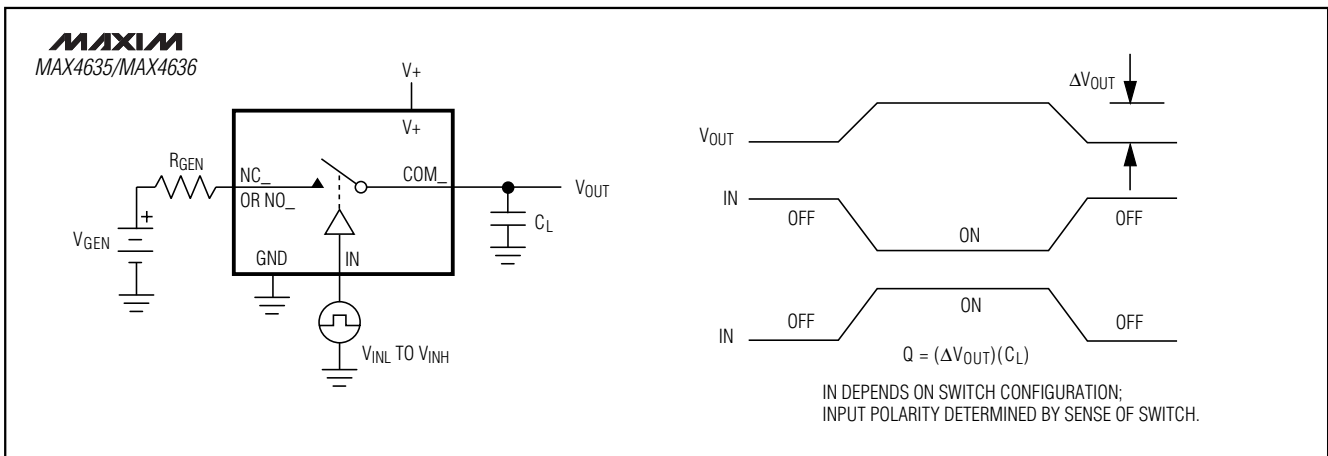 MAXIM
MAX4635/MAX4636
V+
V+
RGEN
NC_
OR NO_
COM_
VOUT
CL
VGEN
+
GND
IN
VINL TO VINH
ΔVOUT
VOUT
IN
OFF
ON
OFF
IN
OFF
ON
OFF
Q = (ΔVOUT)(CL)
IN DEPENDS ON SWITCH CONFIGURATION;
INPUT POLARITY DETERMINED BY SENSE OF SWITCH.